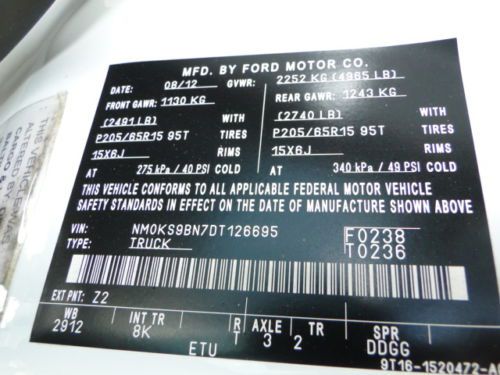 MFD. BY FORD MOTOR CO.
DATE: 08/12 GVWR: 2252 KG (4965 LB)
FRONT GAWR: 1130 KG REAR GAWR: 1243 KG
(2491 LB) WITH (2740 LB) WITH
P205/65R15 95T TIRES P205/65R15 95T TIRES
15X6J RIMS 15X6J RIMS
AT 275 kPa / 40 PSI COLD AT 340 kPa / 49 PSI COLD
THIS VEHICLE CONFORMS TO ALL APPLICABLE FEDERAL MOTOR VEHICLE
SAFETY STANDARDS IN EFFECT ON THE DATE OF MANUFACTURE SHOWN ABOVE
VIN: NM0KS9BN7DT126695 F0238
TYPE: TRUCK T0236
EXT PNT: Z2
WB INT TR R AXLE TR SPR
2912 8K T 3 2 DDGG
ETU 9T16-1520472-A
THIS VEHICLE